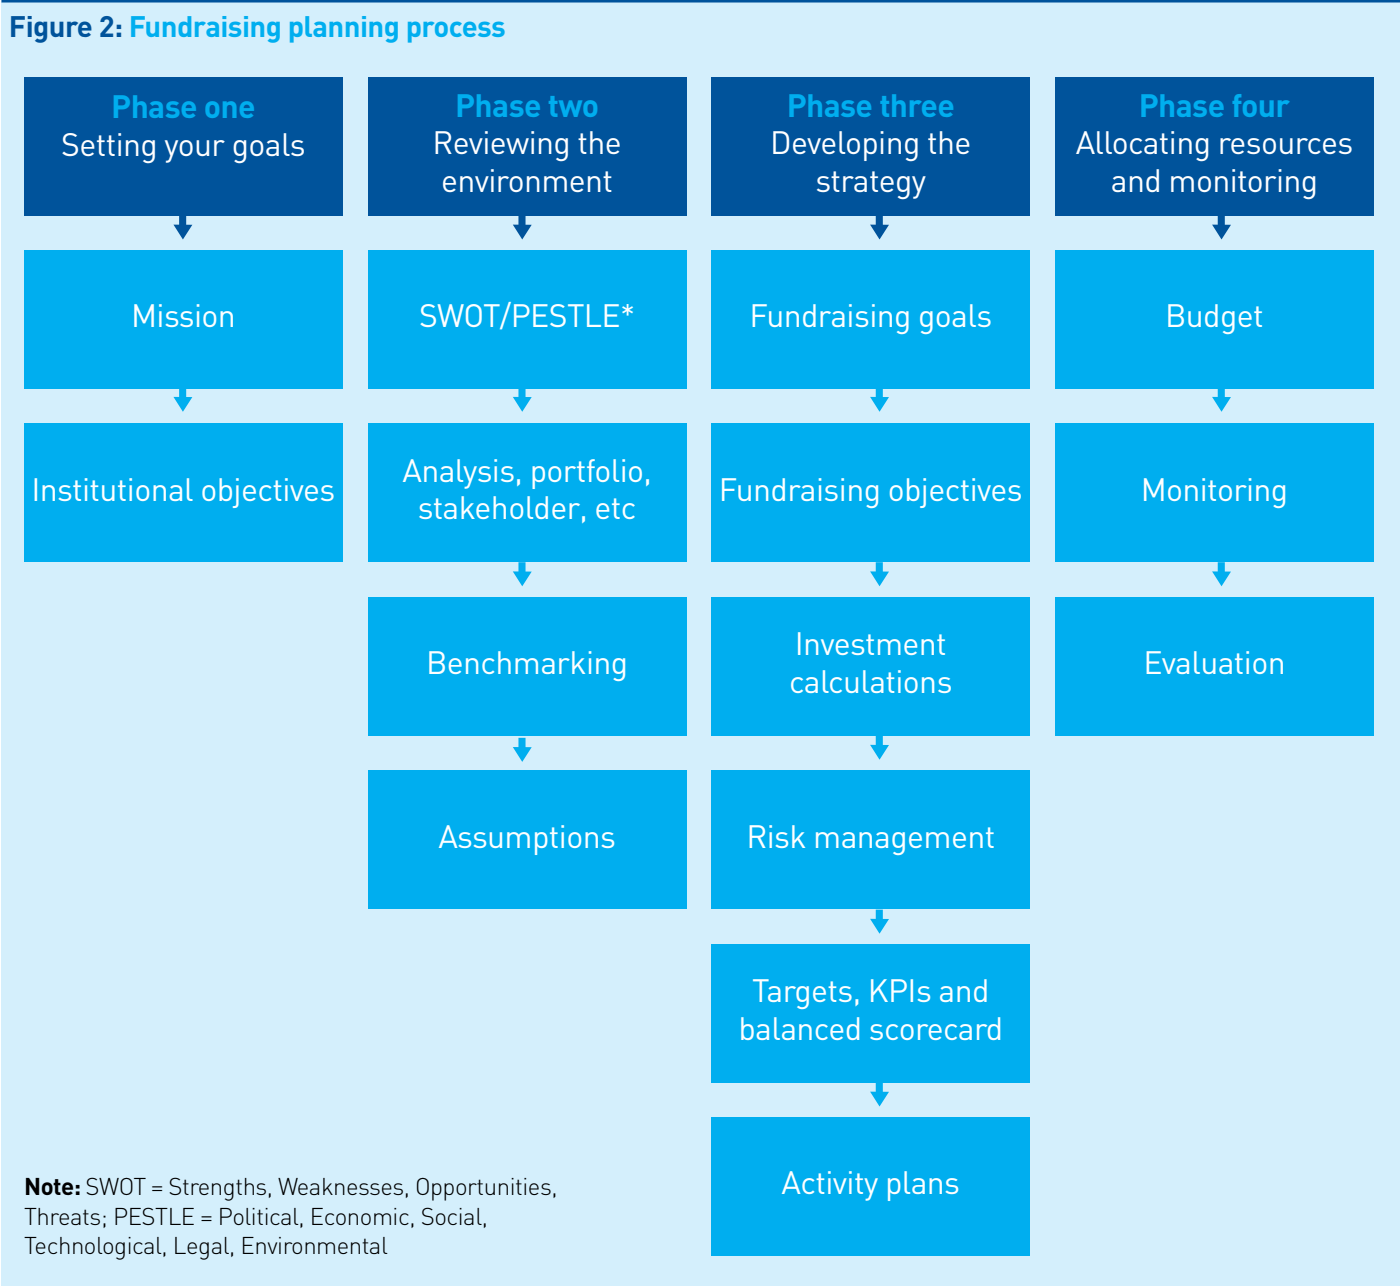 Figure 2: Fundraising planning process
Phase one
Setting your goals
Mission
Institutional objectives
Phase two
Reviewing the
environment
SWOT/PESTLE*
Analysis, portfolio,
stakeholder, etc
Benchmarking
Assumptions
Phase three
Developing the
strategy
Fundraising goals
Fundraising objectives
Investment
calculations
Risk management
Targets, KPIs and
balanced scorecard
Activity plans
Phase four
Allocating resources
and monitoring
Budget
Monitoring
Evaluation
Note: SWOT = Strengths, Weaknesses, Opportunities,
Threats; PESTLE = Political, Economic, Social,
Technological, Legal, Environmental